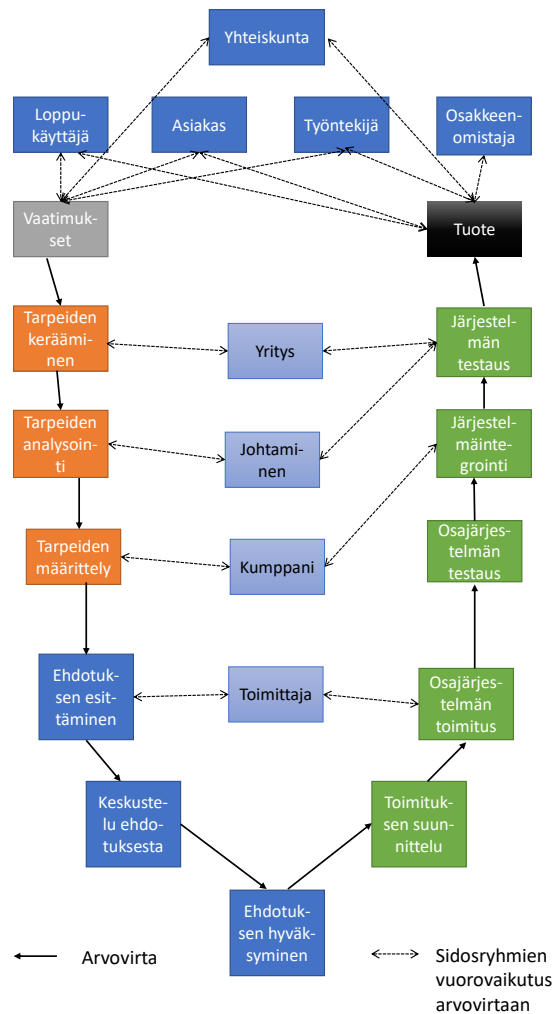 Yhteiskunta
Loppu-
käyttäjä
Asiakas
Työntekijä
Osakkeen-
omistaja
Vaatimuk-
set
Tuote
Tarpeiden
keräämi-
nen
Yritys
Järjestel-
män
testaus
Tarpeiden
analysoin-
ti
Johtami-
nen
Järjestel-
mäinte-
grointi
Tarpeiden
määrittely
Kumppani
Osajärjes-
telmän
testaus
Ehdotuk-
sen esit-
täminen
Toimittaja
Osajärjes-
telmän
toimitus
Keskuste-
lu ehdo-
tuksesta
Toimituk-
sen suun-
nittelu
Ehdotuk-
sen hyväk-
syminen
Arvovirta
Sidosryhmien
vuorovaikutus
arvovirtaan